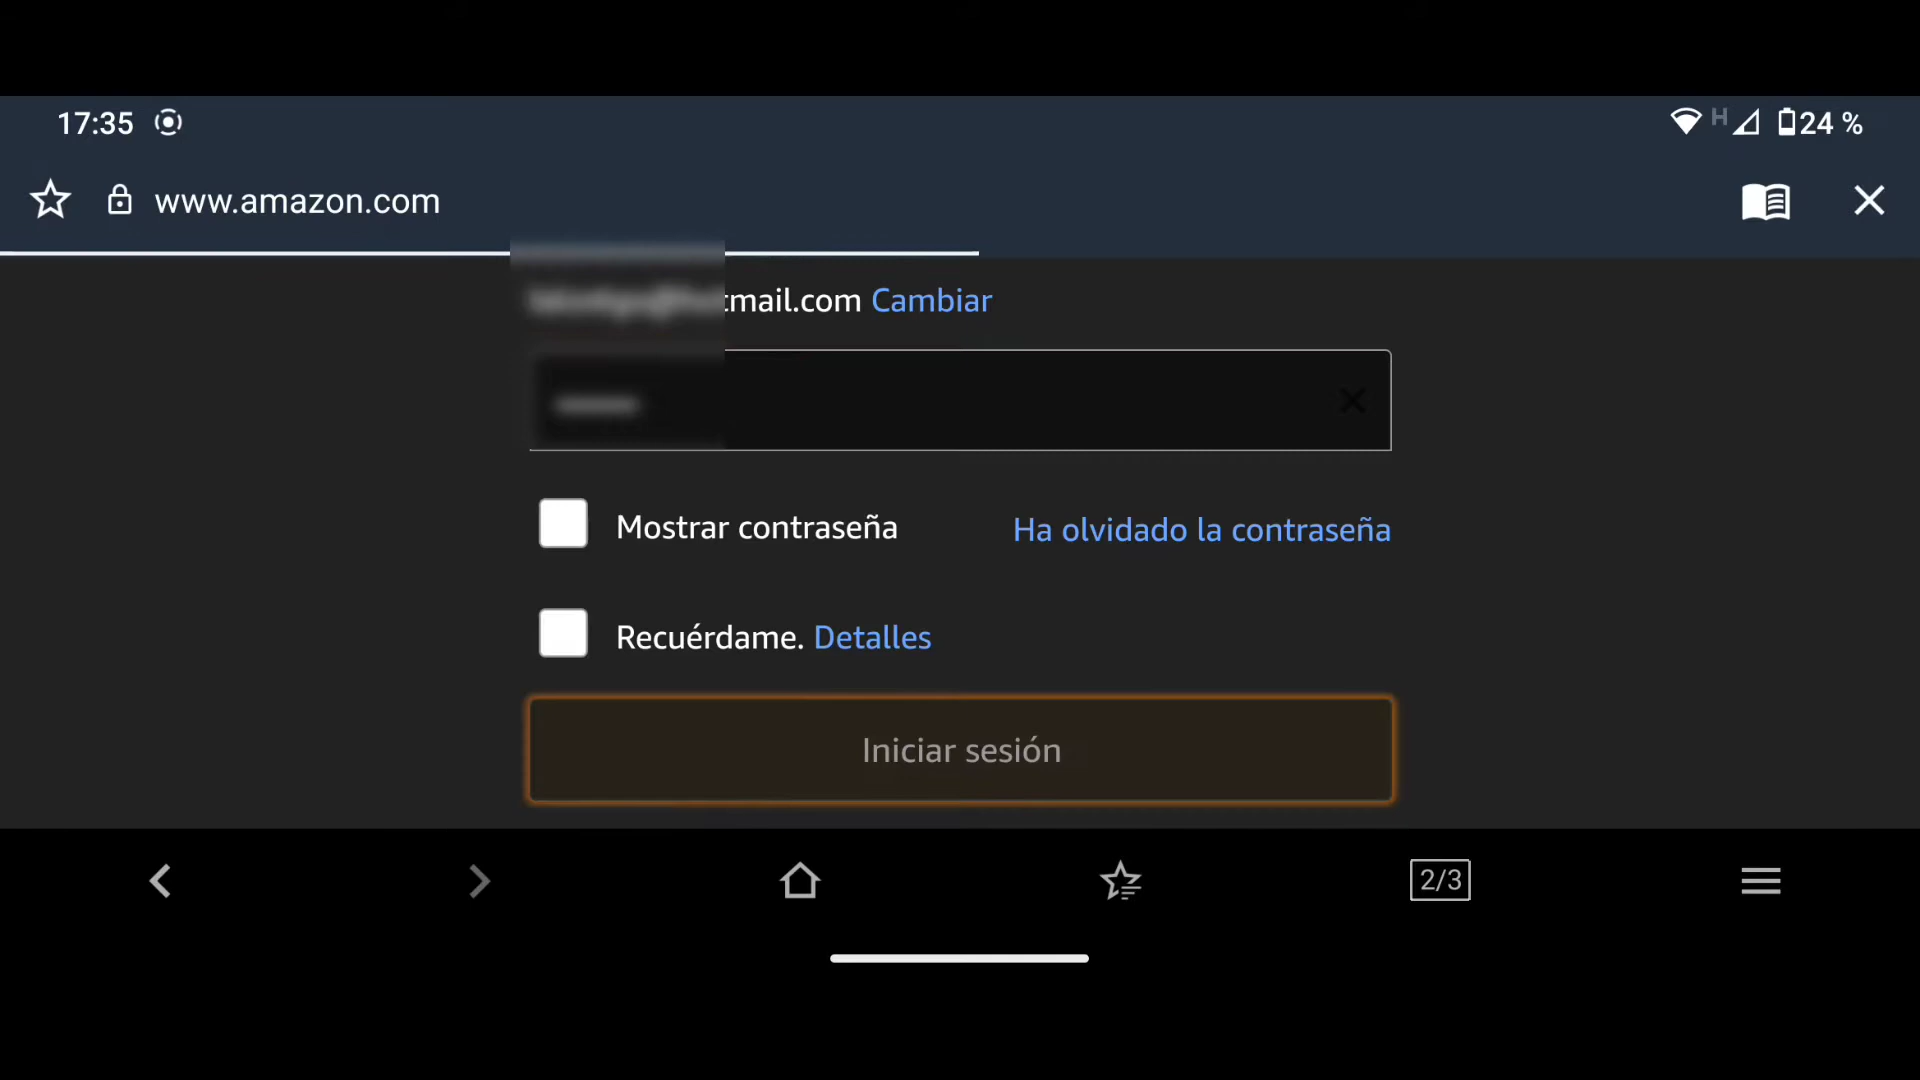 17:35
H 24 %
www.amazon.com
tmail.com Cambiar
Mostrar contraseña
Ha olvidado la contraseña
Recuérdame. Detalles
Iniciar sesión
2/3